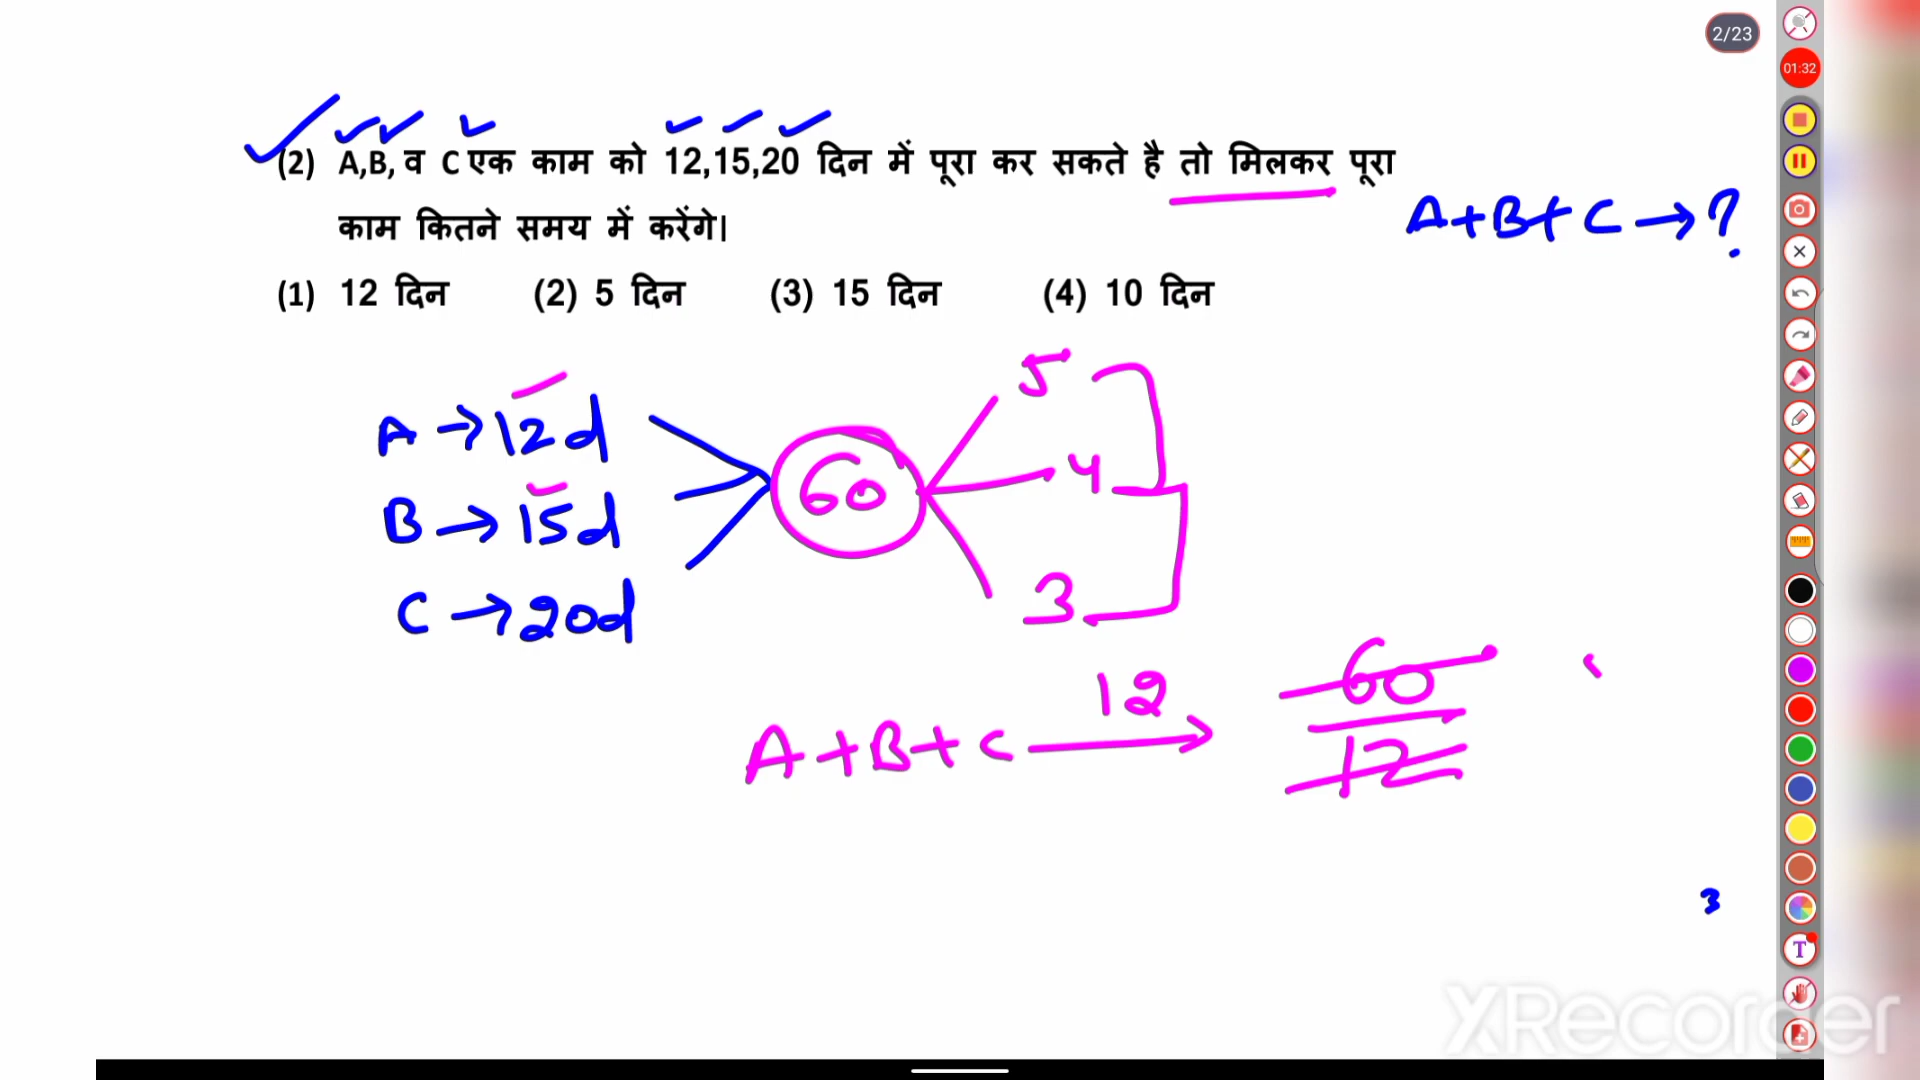 2/23
01:32
(2) A,B, व C एक काम को 12,15,20 दिन में पूरा कर सकते है तो मिलकर पूरा
काम कितने समय में करेंगे।
A+B+C→?
(1) 12 दिन (2) 5 दिन (3) 15 दिन (4) 10 दिन
A→12d
B→15d
C→20d
60
5
4
3
A+B+C 12 →
60
12
3
T
XRecorder